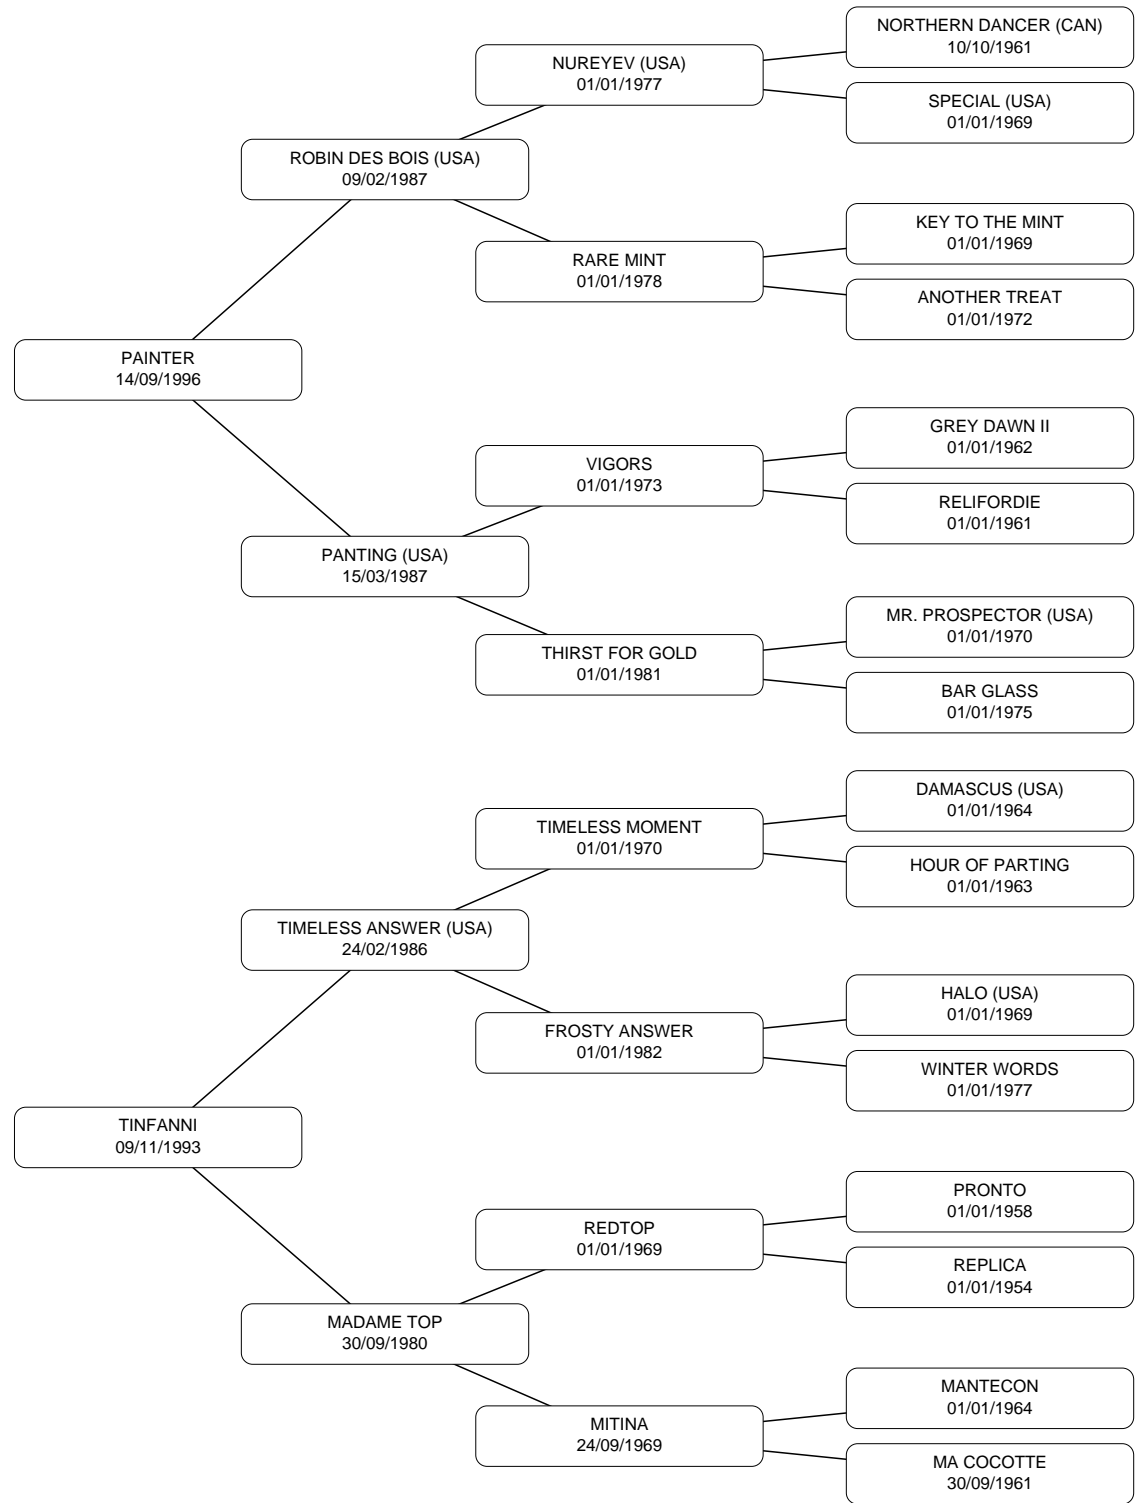 NORTHERN DANCER (CAN)
10/10/1961
NUREYEV (USA)
01/01/1977
SPECIAL (USA)
01/01/1969
ROBIN DES BOIS (USA)
09/02/1987
KEY TO THE MINT
01/01/1969
RARE MINT
01/01/1978
ANOTHER TREAT
01/01/1972
PAINTER
14/09/1996
GREY DAWN II
01/01/1962
VIGORS
01/01/1973
RELIFORDIE
01/01/1961
PANTING (USA)
15/03/1987
MR. PROSPECTOR (USA)
01/01/1970
THIRST FOR GOLD
01/01/1981
BAR GLASS
01/01/1975
DAMASCUS (USA)
01/01/1964
TIMELESS MOMENT
01/01/1970
HOUR OF PARTING
01/01/1963
TIMELESS ANSWER (USA)
24/02/1986
HALO (USA)
01/01/1969
FROSTY ANSWER
01/01/1982
WINTER WORDS
01/01/1977
TINFANNI
09/11/1993
PRONTO
01/01/1958
REDTOP
01/01/1969
REPLICA
01/01/1954
MADAME TOP
30/09/1980
MANTECON
01/01/1964
MITINA
24/09/1969
MA COCOTTE
30/09/1961